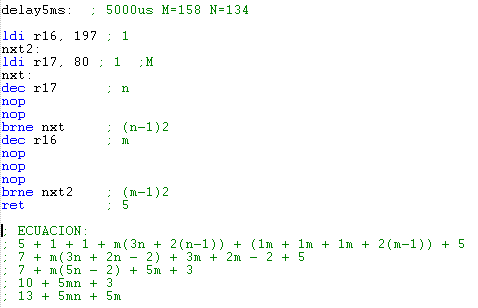 delay5ms:  ; 5000us M=158 N=134
ldi r16, 197 ; 1
nxt2:
ldi r17, 80 ; 1  ;M
nxt:
dec r17      ; n
nop
nop
brne nxt     ; (n-1)2
dec r16      ; m
nop
nop
nop
brne nxt2    ; (m-1)2
ret          ; 5
; ECUACION:
; 5 + 1 + 1 + m(3n + 2(n-1)) + (1m + 1m + 1m + 2(m-1)) + 5
; 7 + m(3n + 2n - 2) + 3m + 2m - 2 + 5
; 7 + m(5n - 2) + 5m + 3
; 10 + 5mn + 3
; 13 + 5mn + 5m